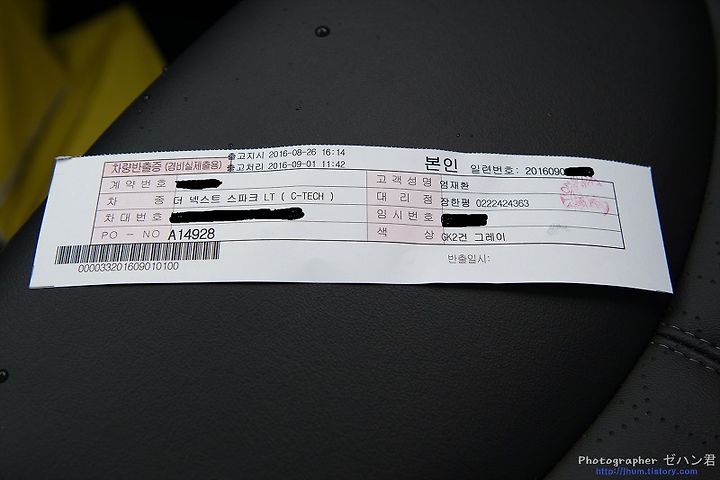 출고지시 2016-08-26 16:14
차량반출증 (경비실제출용) 출고처리 2016-09-01 11:42 본인 일련번호: 2016090
계약번호 고객성명 엄재환
차 종 더 넥스트 스파크 LT ( C-TECH ) 대리점 장한평 0222424363
차대번호 임시번호
PO-NO A14928 색 상 GK2건 그레이
반출일시:
000033201609010100
Photographer ゼハン君
http://jhum.tistory.com